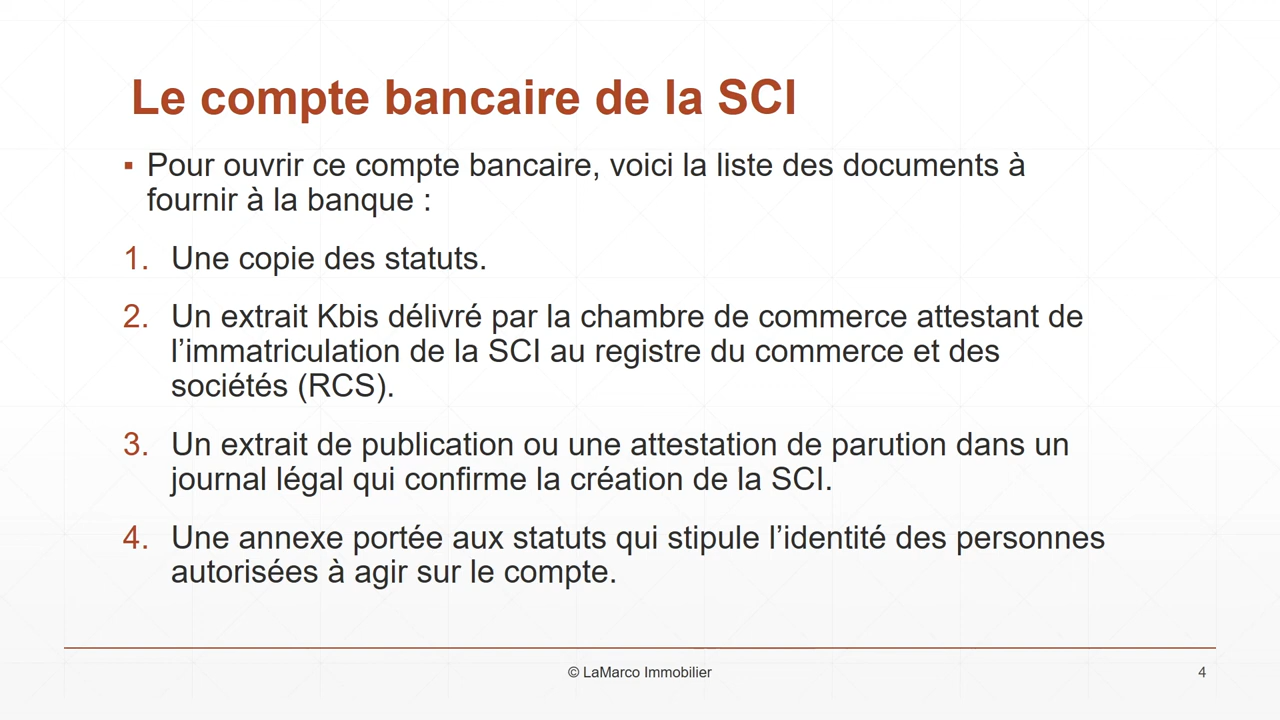 Le compte bancaire de la SCI
▪ Pour ouvrir ce compte bancaire, voici la liste des documents à
fournir à la banque :
1. Une copie des statuts.
2. Un extrait Kbis délivré par la chambre de commerce attestant de
l’immatriculation de la SCI au registre du commerce et des
sociétés (RCS).
3. Un extrait de publication ou une attestation de parution dans un
journal légal qui confirme la création de la SCI.
4. Une annexe portée aux statuts qui stipule l’identité des personnes
autorisées à agir sur le compte.
© LaMarco Immobilier
4